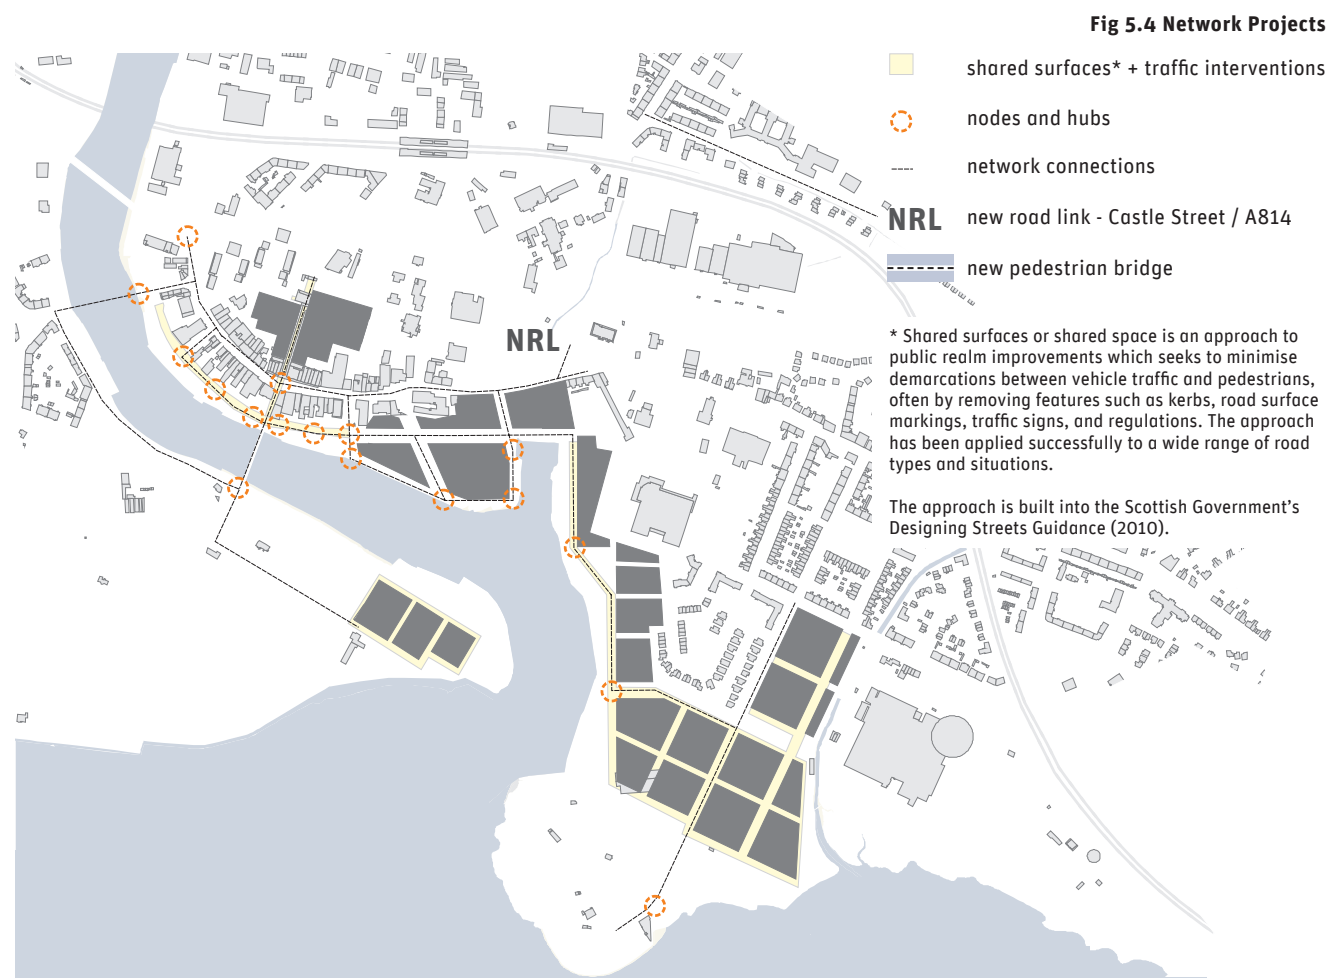 Fig 5.4 Network Projects
shared surfaces* + traffic interventions
nodes and hubs
network connections
NRL new road link - Castle Street / A814
new pedestrian bridge
* Shared surfaces or shared space is an approach to
public realm improvements which seeks to minimise
demarcations between vehicle traffic and pedestrians,
often by removing features such as kerbs, road surface
markings, traffic signs, and regulations. The approach
has been applied successfully to a wide range of road
types and situations.
The approach is built into the Scottish Government's
Designing Streets Guidance (2010).
NRL